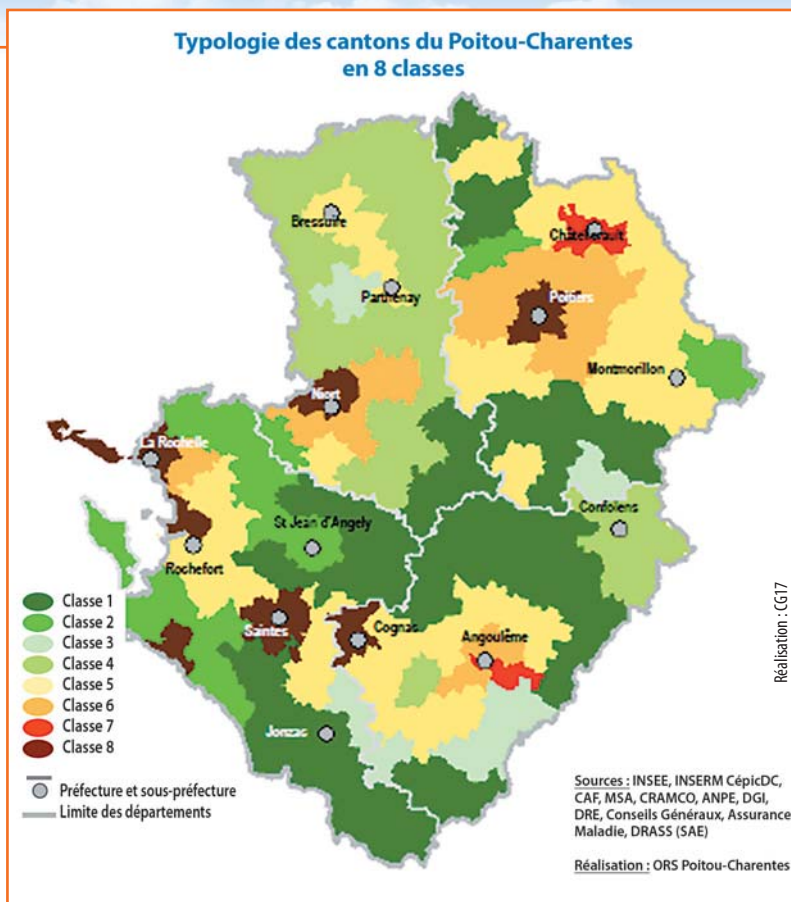 Typologie des cantons du Poitou-Charentes
en 8 classes
Bressuire
Châtellerault
Parthenay
Poitiers
Montmorillon
Niort
La Rochelle
Confolens
St Jean d'Angely
Rochefort
Saintes
Cognac
Angoulême
Jonzac
Classe 1
Classe 2
Classe 3
Classe 4
Classe 5
Classe 6
Classe 7
Classe 8
Préfecture et sous-préfecture
Limite des départements
Réalisation : CG17
Sources : INSEE, INSERM CépicDC,
CAF, MSA, CRAMCO, ANPE, DGI,
DRE, Conseils Généraux, Assurance
Maladie, DRASS (SAE)
Réalisation : ORS Poitou-Charentes